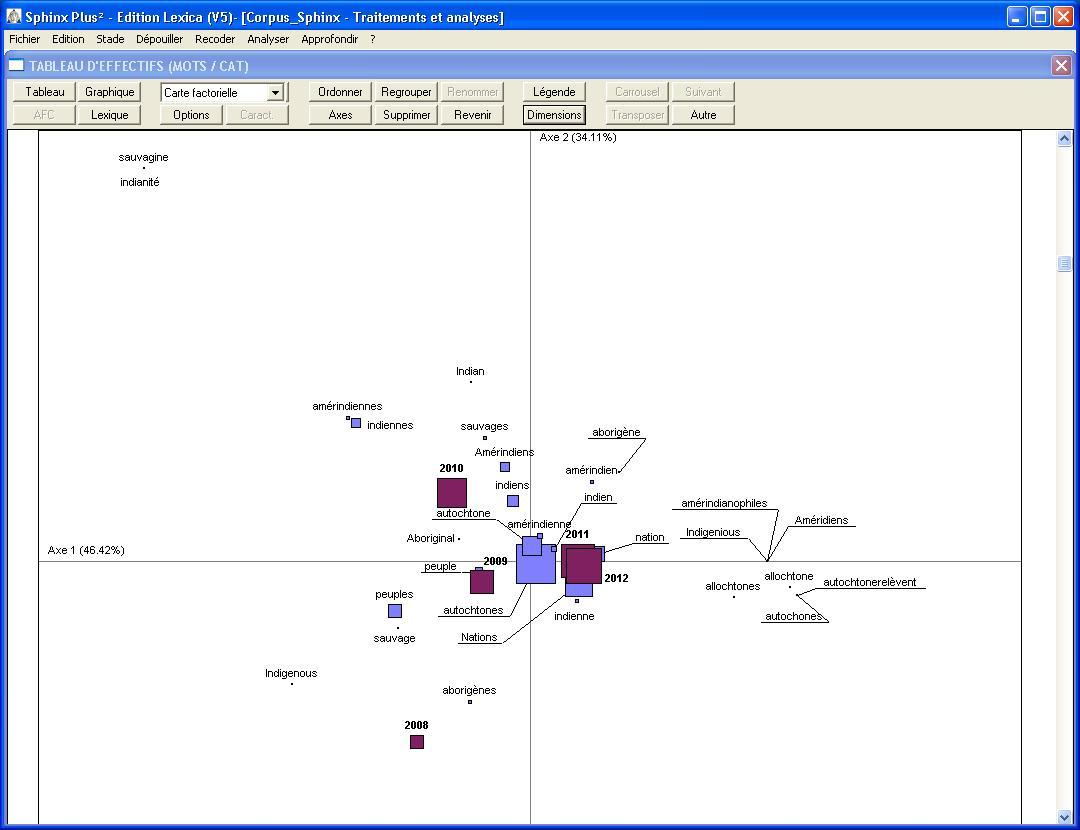 Sphinx Plus² - Edition Lexica (V5)- [Corpus_Sphinx - Traitements et analyses]
Fichier Edition Stade Dépouiller Recoder Analyser Approfondir ?
TABLEAU D'EFFECTIFS (MOTS / CAT)
Tableau Graphique Carte factorielle Ordonner Regrouper Renommer Légende Carrousel Suivant
AFC Lexique Options Caract. Axes Supprimer Revenir Dimensions Transposer Autre
Axe 2 (34.11%)
sauvagine
indianité
Indian
amérindiennes
indiennes
sauvages
aborigène
Amérindiens
2010
amérindien
indiens
indien
amérindianophiles
autochtone
amérindienne
Améridiens
2011
Indigenious
Aboriginal
nation
Axe 1 (46.42%)
2009
peuple
2012
allochtone
autochtonerelèvent
allochtones
peuples
autochtones
indienne
autochones
sauvage
Nations
Indigenous
aborigènes
2008